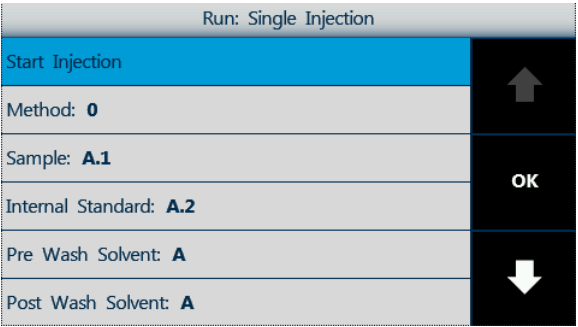 Run: Single Injection
Start Injection
Method: 0
Sample: A.1
OK
Internal Standard: A.2
Pre Wash Solvent: A
Post Wash Solvent: A